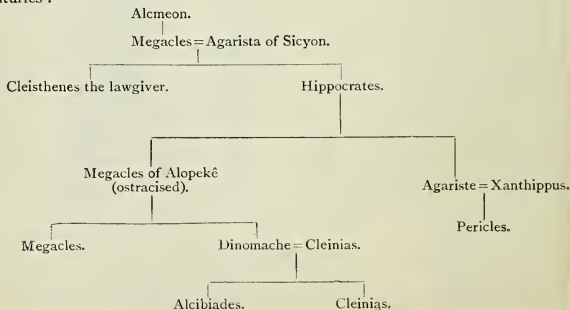 Alcmeon.
Megacles = Agarista of Sicyon.
Cleisthenes the lawgiver. Hippocrates.
Megacles of Alopekê
(ostracised).
Agariste = Xanthippus.
Pericles.
Megacles. Dinomache = Cleinias.
Alcibiades. Cleinias.